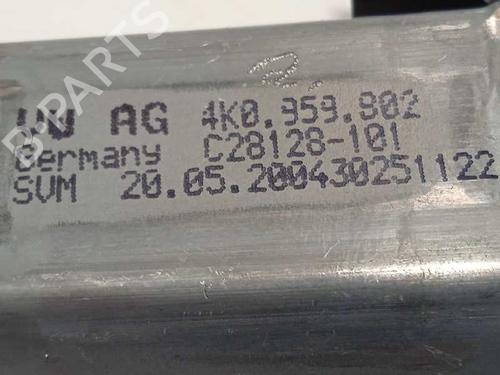 B-PARTS
VW AG 4K0.959.802
Germany C28128-101
SVM 20.05.200430251122